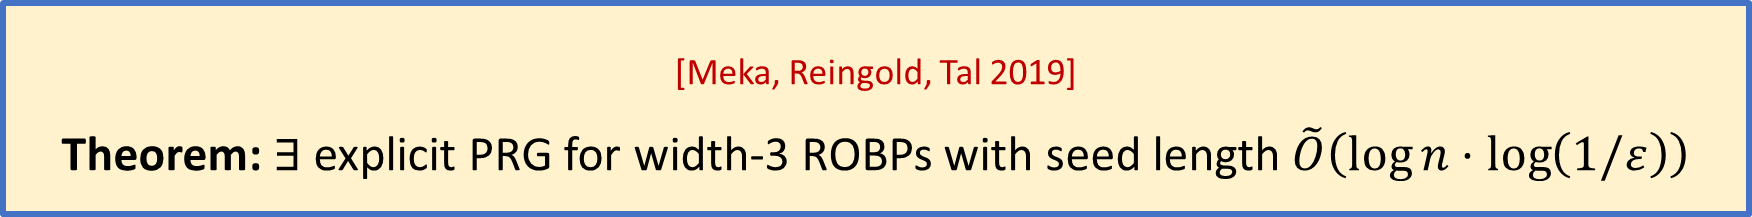 [Meka, Reingold, Tal 2019]
Theorem: ∃ explicit PRG for width-3 ROBPs with seed length Õ(log n · log(1/ε))